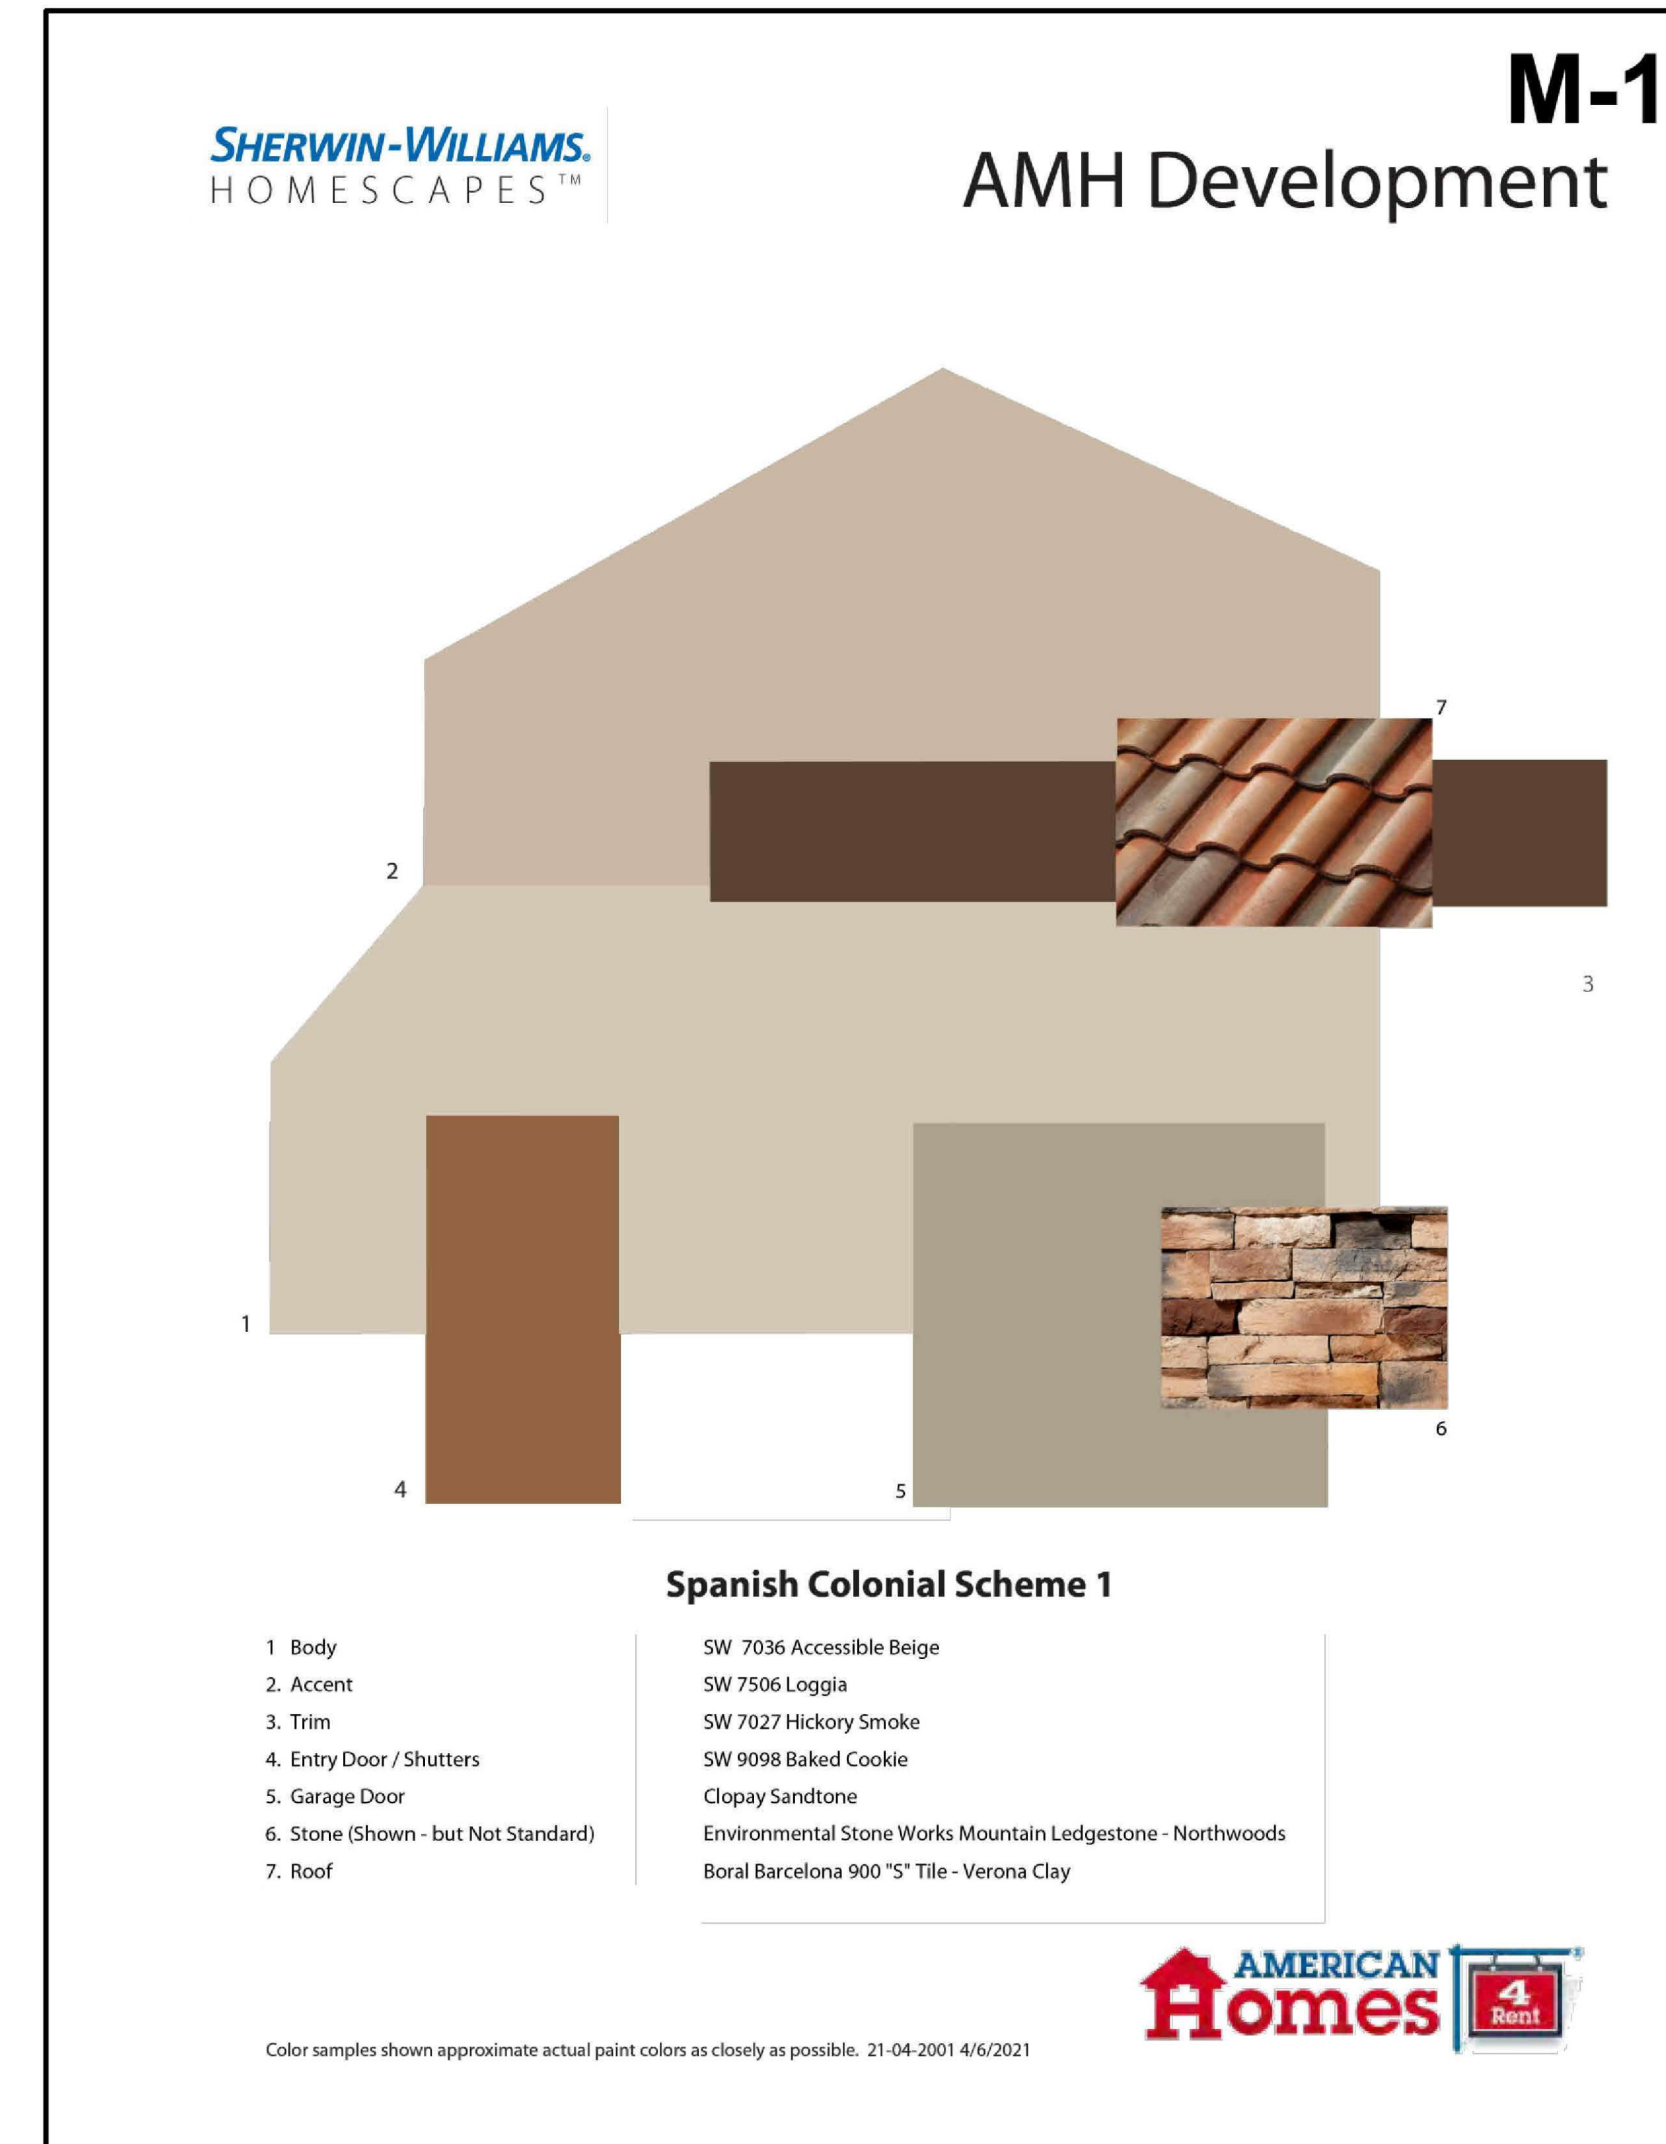 M-1
SHERWIN-WILLIAMS®
HOMESCAPES™
AMH Development
7
2
3
1
6
4
5
Spanish Colonial Scheme 1
1 Body SW 7036 Accessible Beige
2. Accent SW 7506 Loggia
3. Trim SW 7027 Hickory Smoke
4. Entry Door / Shutters SW 9098 Baked Cookie
5. Garage Door Clopay Sandtone
6. Stone (Shown - but Not Standard) Environmental Stone Works Mountain Ledgestone - Northwoods
7. Roof Boral Barcelona 900 "S" Tile - Verona Clay
AMERICAN
Homes
4
Rent
®
Color samples shown approximate actual paint colors as closely as possible. 21-04-2001 4/6/2021